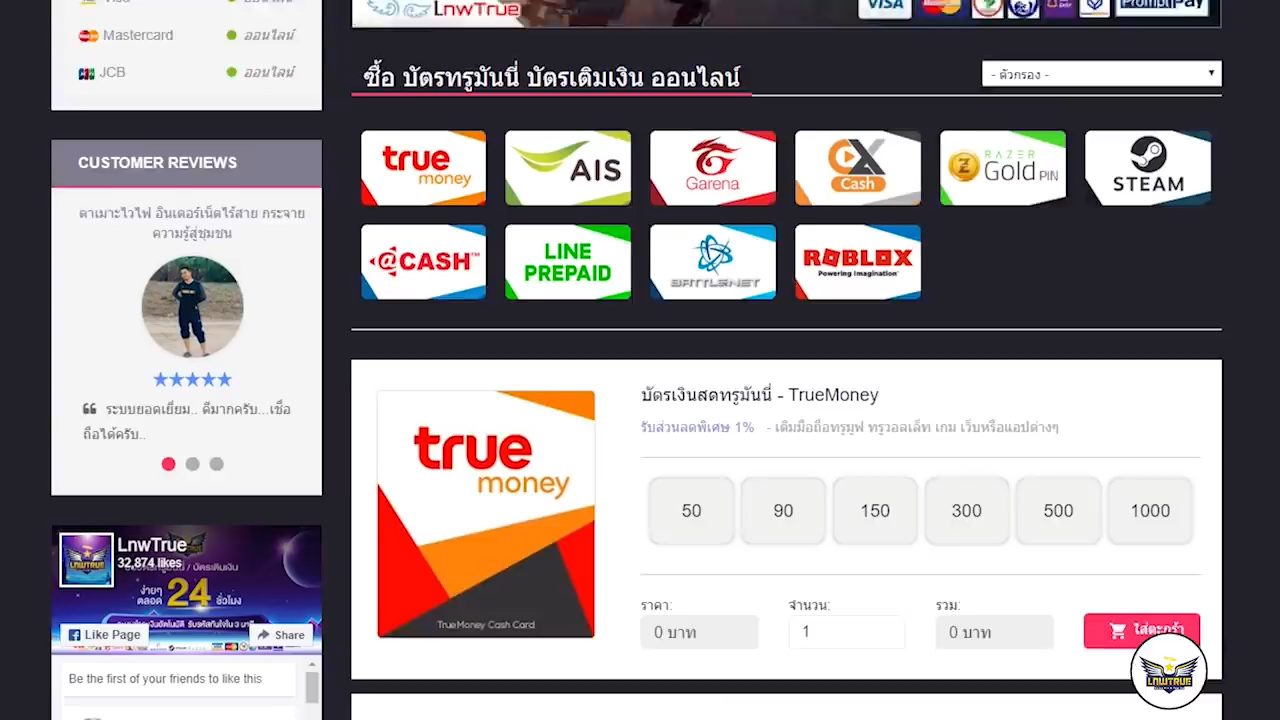 Mastercard
ออนไลน์
JCB
ออนไลน์
CUSTOMER REVIEWS
ตาเมาะไวไฟ อินเตอร์เน็ตไร้สาย กระจาย
ความรู้สู่ชุมชน
ระบบยอดเยี่ยม.. ดีมากครับ...เชื่อ
ถือได้ครับ..
LnwTrue
32,874 likes
ง่ายๆ
ตลอด 24 ชั่วโมง
Like Page
Share
Be the first of your friends to like this
LnwTrue
VISA
PromptPay
ซื้อ บัตรทรูมันนี่ บัตรเติมเงิน ออนไลน์
- ตัวกรอง -
true money
AIS
Garena
CX Cash
RAZER Gold PIN
STEAM
@CASH™
LINE PREPAID
BATTLE.NET
ROBLOX
Powering Imagination
true
money
TrueMoney Cash Card
บัตรเงินสดทรูมันนี่ - TrueMoney
รับส่วนลดพิเศษ 1% - เติมมือถือทรูมูฟ ทรูวอลเล็ท เกม เว็บหรือแอปต่างๆ
50 90 150 300 500 1000
ราคา: จำนวน: รวม:
0 บาท 1 0 บาท ใส่ตะกร้า
LNWTRUE